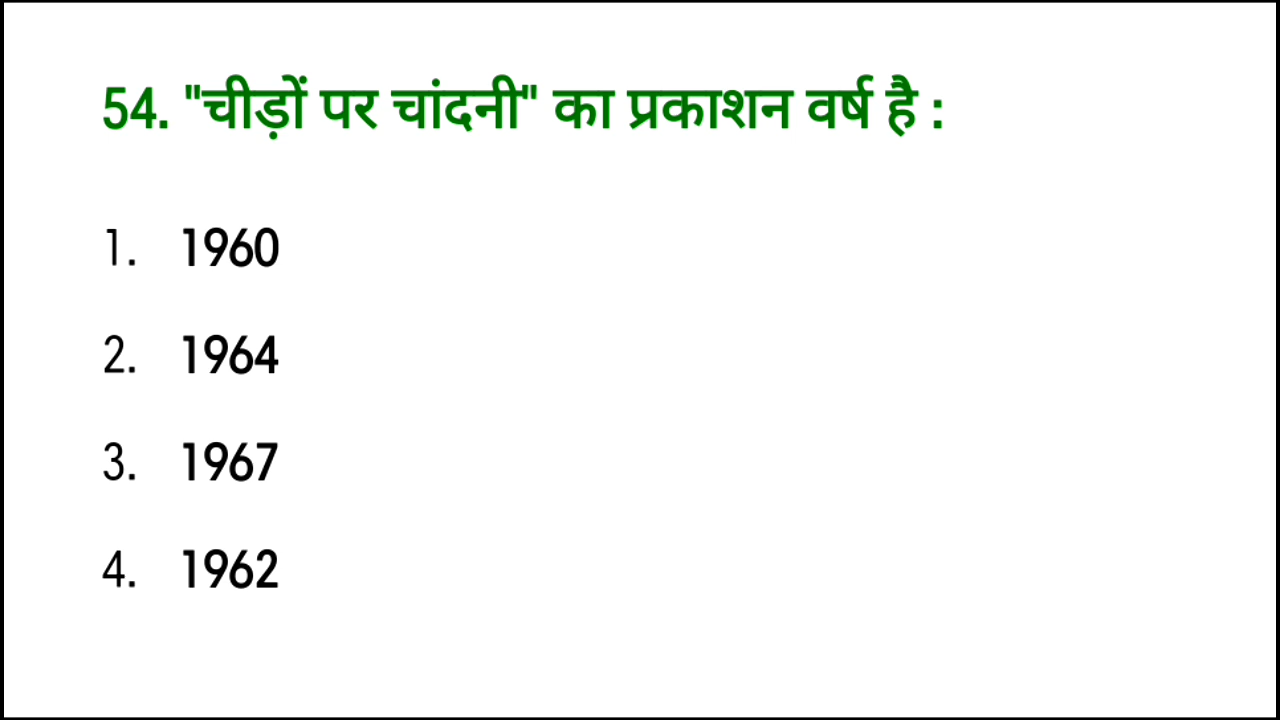 54. "चीड़ों पर चांदनी" का प्रकाशन वर्ष है :
1. 1960
2. 1964
3. 1967
4. 1962